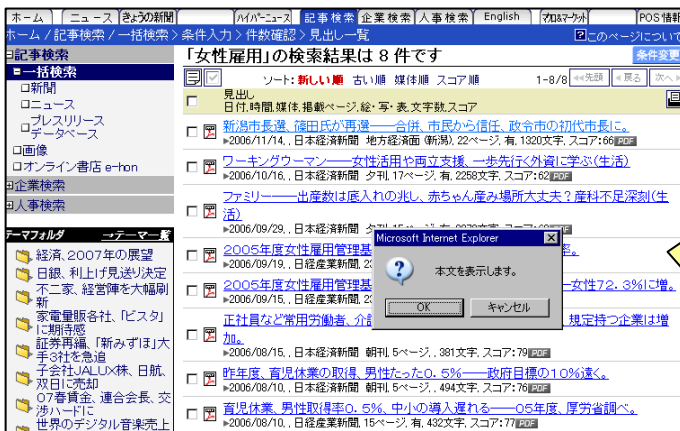 ホーム ニュース きょうの新聞 ハイパーニュース 記事検索 企業検索 人事検索 English マクロ&マーケット POS情報
ホーム / 記事検索 / 一括検索 > 条件入力 > 件数確認 > 見出し一覧 このページについて
記事検索
一括検索
新聞
ニュース
プレスリリース
データベース
画像
オンライン書店 e-hon
企業検索
人事検索
テーマフォルダ →テーマ一覧
経済、2007年の展望
日銀、利上げ見送り決定
不二家、経営陣を大幅刷新
家電量販各社、「ビスタ」に期待感
証券再編、「新みずほ」大手3社を急追
子会社JALUX株、日航、双日に売却
07春賃金、連合会長、交渉ハードに
世界のデジタル音楽売上
「女性雇用」の検索結果は 8 件です 条件変更
ソート: 新しい順 古い順 媒体順 スコア順 1-8/8 先頭 戻る 次へ
見出し
日付,時間,媒体,掲載ページ,絵・写・表,文字数,スコア
新潟市長選、篠田氏が再選――合併、市民から信任、政令市の初代市長に。
2006/11/14, , 日本経済新聞 地方経済面 (新潟), 22ページ, 有, 1320文字, スコア:66 PDF
ワーキングウーマン――女性活用や両立支援、一歩先行く外資に学ぶ(生活)
2006/10/16, , 日本経済新聞 夕刊, 17ページ, 有, 2258文字, スコア:62 PDF
ファミリー――出産数は底入れの兆し、赤ちゃん産み場所大丈夫？産科不足深刻(生活)
2006/09/29, , 日本経済新聞
2005年度女性雇用管理基
2006/09/19, , 日経産業新聞, 23
2005年度女性雇用管理基 ―女性72.3%に増。
2006/09/15, , 日経産業新聞, 23
正社員など常用労働者、介 規定持つ企業は増加。
2006/08/15, , 日本経済新聞 朝刊, 5ページ, , 381文字, スコア:79 PDF
昨年度、育児休業の取得、男性たった0.5%――政府目標の10%遠く。
2006/08/10, , 日本経済新聞 朝刊, 5ページ, , 494文字, スコア:76 PDF
育児休業、男性取得率0.5%、中小の導入遅れる――05年度、厚労省調べ。
2006/08/10, , 日経産業新聞, 15ページ, 有, 432文字, スコア:77 PDF
Microsoft Internet Explorer
本文を表示します。
OK キャンセル